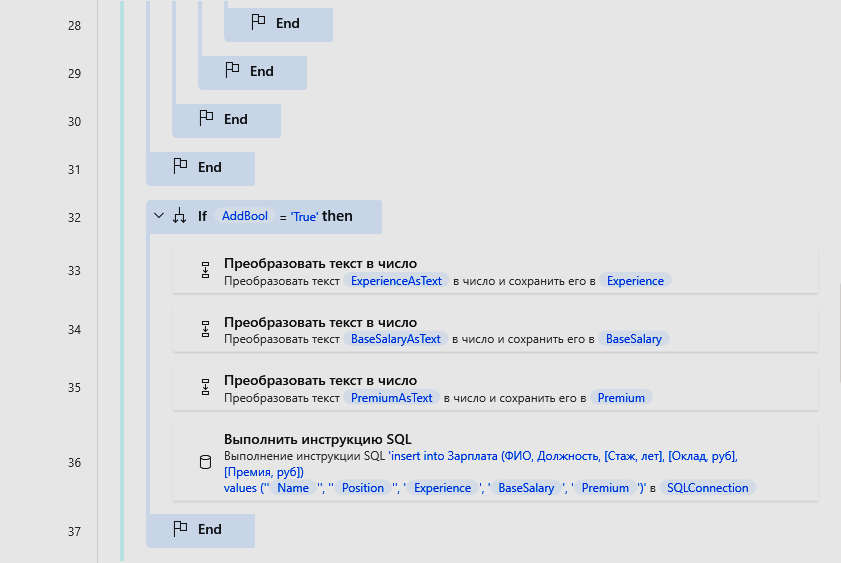 28 End
29 End
30 End
31 End
32 If AddBool = 'True' then
33 Преобразовать текст в число
Преобразовать текст ExperienceAsText в число и сохранить его в Experience
34 Преобразовать текст в число
Преобразовать текст BaseSalaryAsText в число и сохранить его в BaseSalary
35 Преобразовать текст в число
Преобразовать текст PremiumAsText в число и сохранить его в Premium
36 Выполнить инструкцию SQL
Выполнение инструкции SQL 'insert into Зарплата (ФИО, Должность, [Стаж, лет], [Оклад, руб],
[Премия, руб])
values ('' Name '', '' Position '', ' Experience ', ' BaseSalary ', ' Premium ')' в SQLConnection
37 End